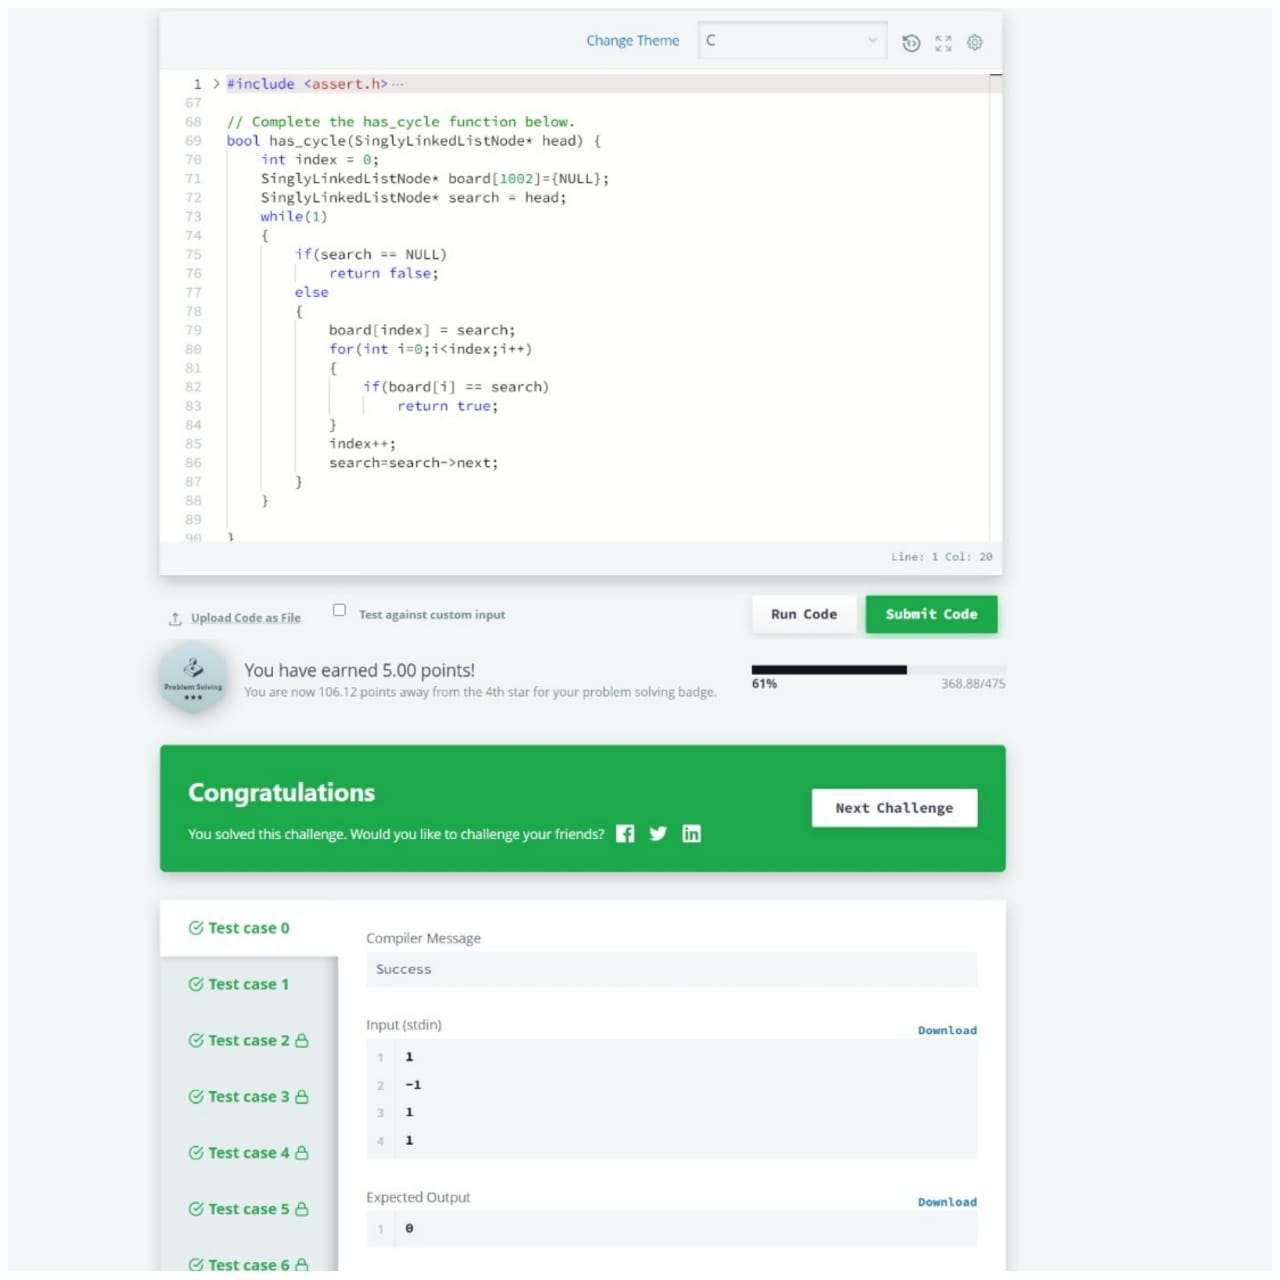 Change Theme C
1 > #include <assert.h> ...
67
68 // Complete the has_cycle function below.
69 bool has_cycle(SinglyLinkedListNode* head) {
70 int index = 0;
71 SinglyLinkedListNode* board[1002]={NULL};
72 SinglyLinkedListNode* search = head;
73 while(1)
74 {
75 if(search == NULL)
76 return false;
77 else
78 {
79 board[index] = search;
80 for(int i=0;i<index;i++)
81 {
82 if(board[i] == search)
83 return true;
84 }
85 index++;
86 search=search->next;
87 }
88 }
89
90 }
Line: 1 Col: 20
Upload Code as File Test against custom input Run Code Submit Code
Problem Solving
You have earned 5.00 points!
You are now 106.12 points away from the 4th star for your problem solving badge.
61% 368.88/475
Congratulations
You solved this challenge. Would you like to challenge your friends?
Next Challenge
Test case 0
Test case 1
Test case 2
Test case 3
Test case 4
Test case 5
Test case 6
Compiler Message
Success
Input (stdin) Download
1 1
2 -1
3 1
4 1
Expected Output Download
1 0